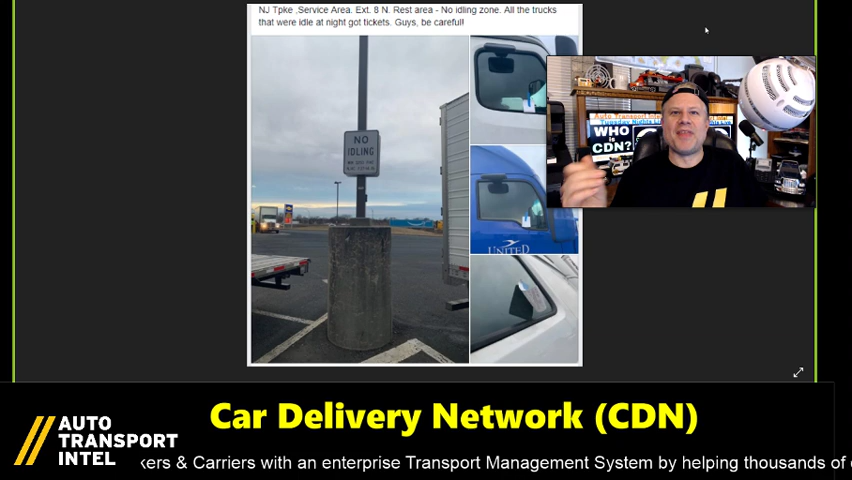 NJ Tpke ,Service Area. Ext. 8 N. Rest area - No idling zone. All the trucks
that were idle at night got tickets. Guys, be careful!
NO
IDLING
UNITED
WHO
is
CDN?
Car Delivery Network (CDN)
AUTO
TRANSPORT
INTEL
kers & Carriers with an enterprise Transport Management System by helping thousands of